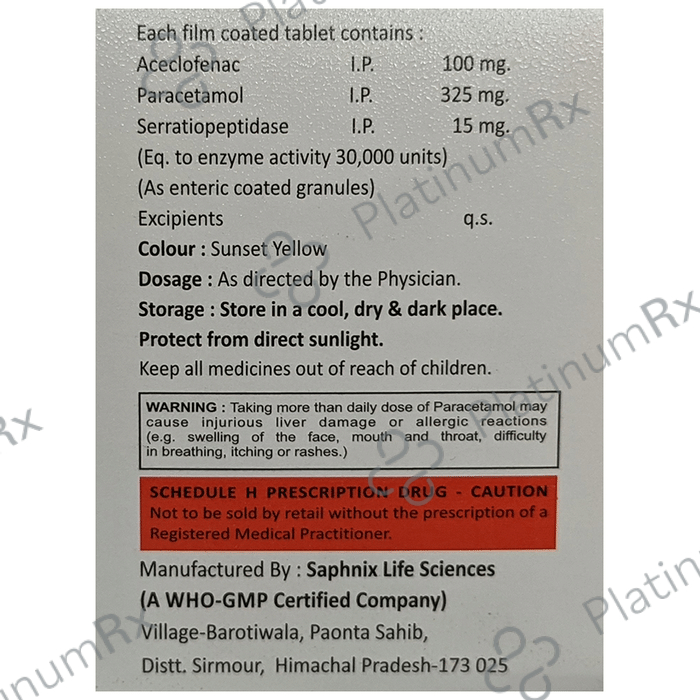 Each film coated tablet contains :
Aceclofenac I.P. 100 mg.
Paracetamol I.P. 325 mg.
Serratiopeptidase I.P. 15 mg.
(Eq. to enzyme activity 30,000 units)
(As enteric coated granules)
Excipients q.s.
Colour : Sunset Yellow
Dosage : As directed by the Physician.
Storage : Store in a cool, dry & dark place.
Protect from direct sunlight.
Keep all medicines out of reach of children.
WARNING : Taking more than daily dose of Paracetamol may
cause injurious liver damage or allergic reactions
(e.g. swelling of the face, mouth and throat, difficulty
in breathing, itching or rashes.)
SCHEDULE H PRESCRIPTION DRUG - CAUTION
Not to be sold by retail without the prescription of a
Registered Medical Practitioner.
Manufactured By : Saphnix Life Sciences
(A WHO-GMP Certified Company)
Village-Barotiwala, Paonta Sahib,
Distt. Sirmour, Himachal Pradesh-173 025
PlatinumRx
PlatinumRx
PlatinumRx
Rx
Platin
inumRx